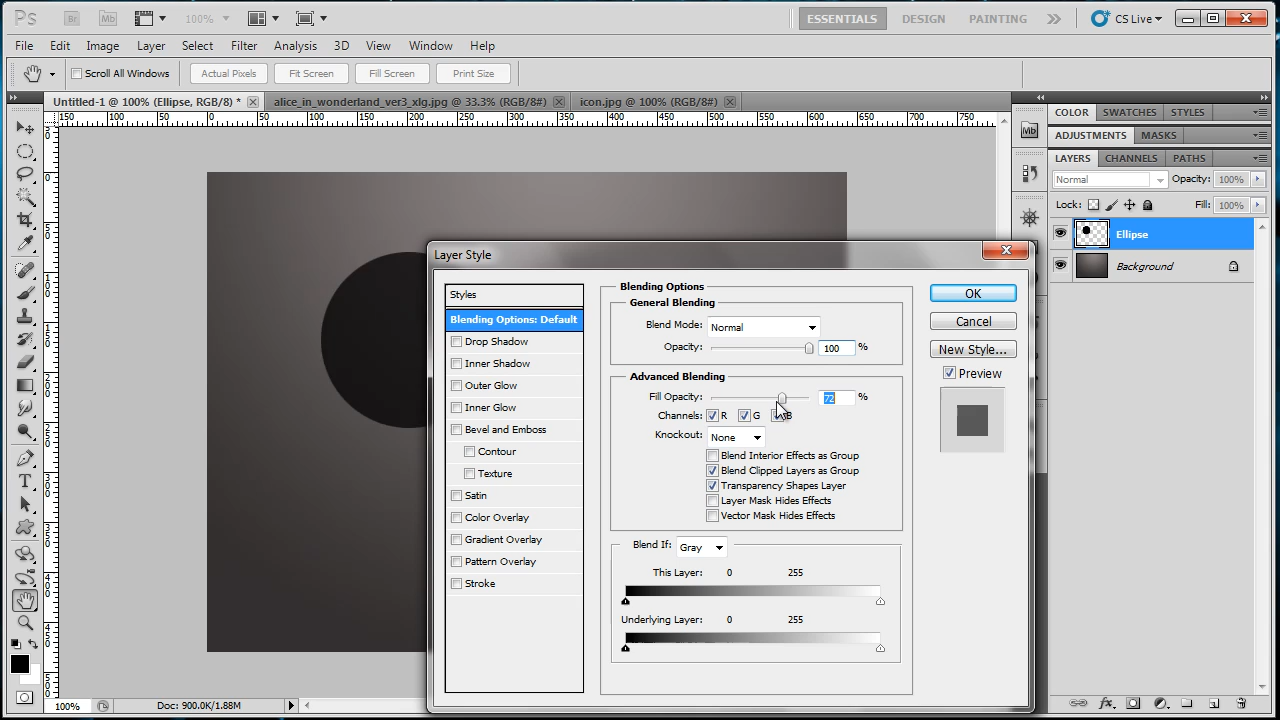 Ps Br Mb 100% ESSENTIALS DESIGN PAINTING CS Live
File Edit Image Layer Select Filter Analysis 3D View Window Help
Scroll All Windows Actual Pixels Fit Screen Fill Screen Print Size
Untitled-1 @ 100% (Ellipse, RGB/8) * alice_in_wonderland_ver3_xlg.jpg @ 33.3% (RGB/8#) icon.jpg @ 100% (RGB/8#)
150 100 50 0 50 100 150 200 250 300 350 400 450 500 550 600 650 700 750
COLOR SWATCHES STYLES
ADJUSTMENTS MASKS
LAYERS CHANNELS PATHS
Normal Opacity: 100%
Lock: Fill: 100%
Ellipse
Background
Mb
Layer Style
Styles
Blending Options: Default
Drop Shadow
Inner Shadow
Outer Glow
Inner Glow
Bevel and Emboss
Contour
Texture
Satin
Color Overlay
Gradient Overlay
Pattern Overlay
Stroke
Blending Options
General Blending
Blend Mode: Normal
Opacity: 100 %
Advanced Blending
Fill Opacity: 72 %
Channels: R G B
Knockout: None
Blend Interior Effects as Group
Blend Clipped Layers as Group
Transparency Shapes Layer
Layer Mask Hides Effects
Vector Mask Hides Effects
Blend If: Gray
This Layer: 0 255
Underlying Layer: 0 255
OK
Cancel
New Style...
Preview
100% Doc: 900.0K/1.88M